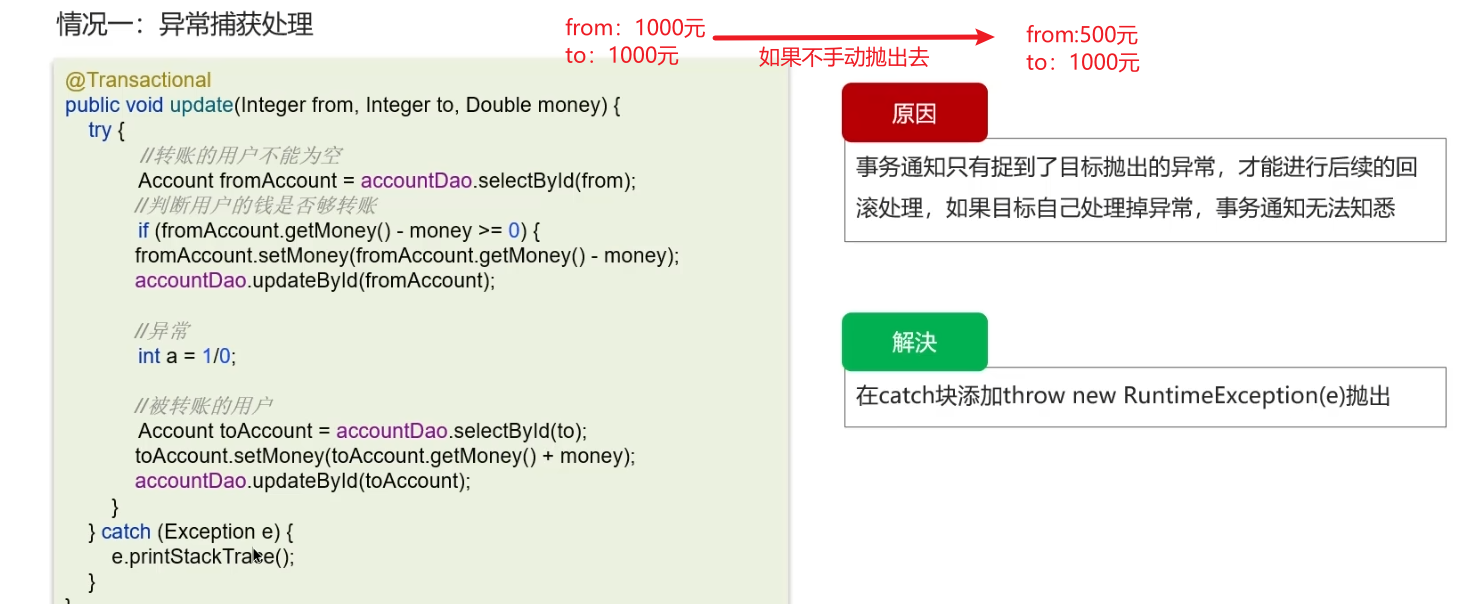 情况一：异常捕获处理
from：1000元
to：1000元
如果不手动抛出去
from:500元
to：1000元
@Transactional
public void update(Integer from, Integer to, Double money) {
try {
//转账的用户不能为空
Account fromAccount = accountDao.selectById(from);
//判断用户的钱是否够转账
if (fromAccount.getMoney() - money >= 0) {
fromAccount.setMoney(fromAccount.getMoney() - money);
accountDao.updateById(fromAccount);
//异常
int a = 1/0;
//被转账的用户
Account toAccount = accountDao.selectById(to);
toAccount.setMoney(toAccount.getMoney() + money);
accountDao.updateById(toAccount);
}
} catch (Exception e) {
e.printStackTrace();
}
}
原因
事务通知只有捉到了目标抛出的异常，才能进行后续的回
滚处理，如果目标自己处理掉异常，事务通知无法知悉
解决
在catch块添加throw new RuntimeException(e)抛出